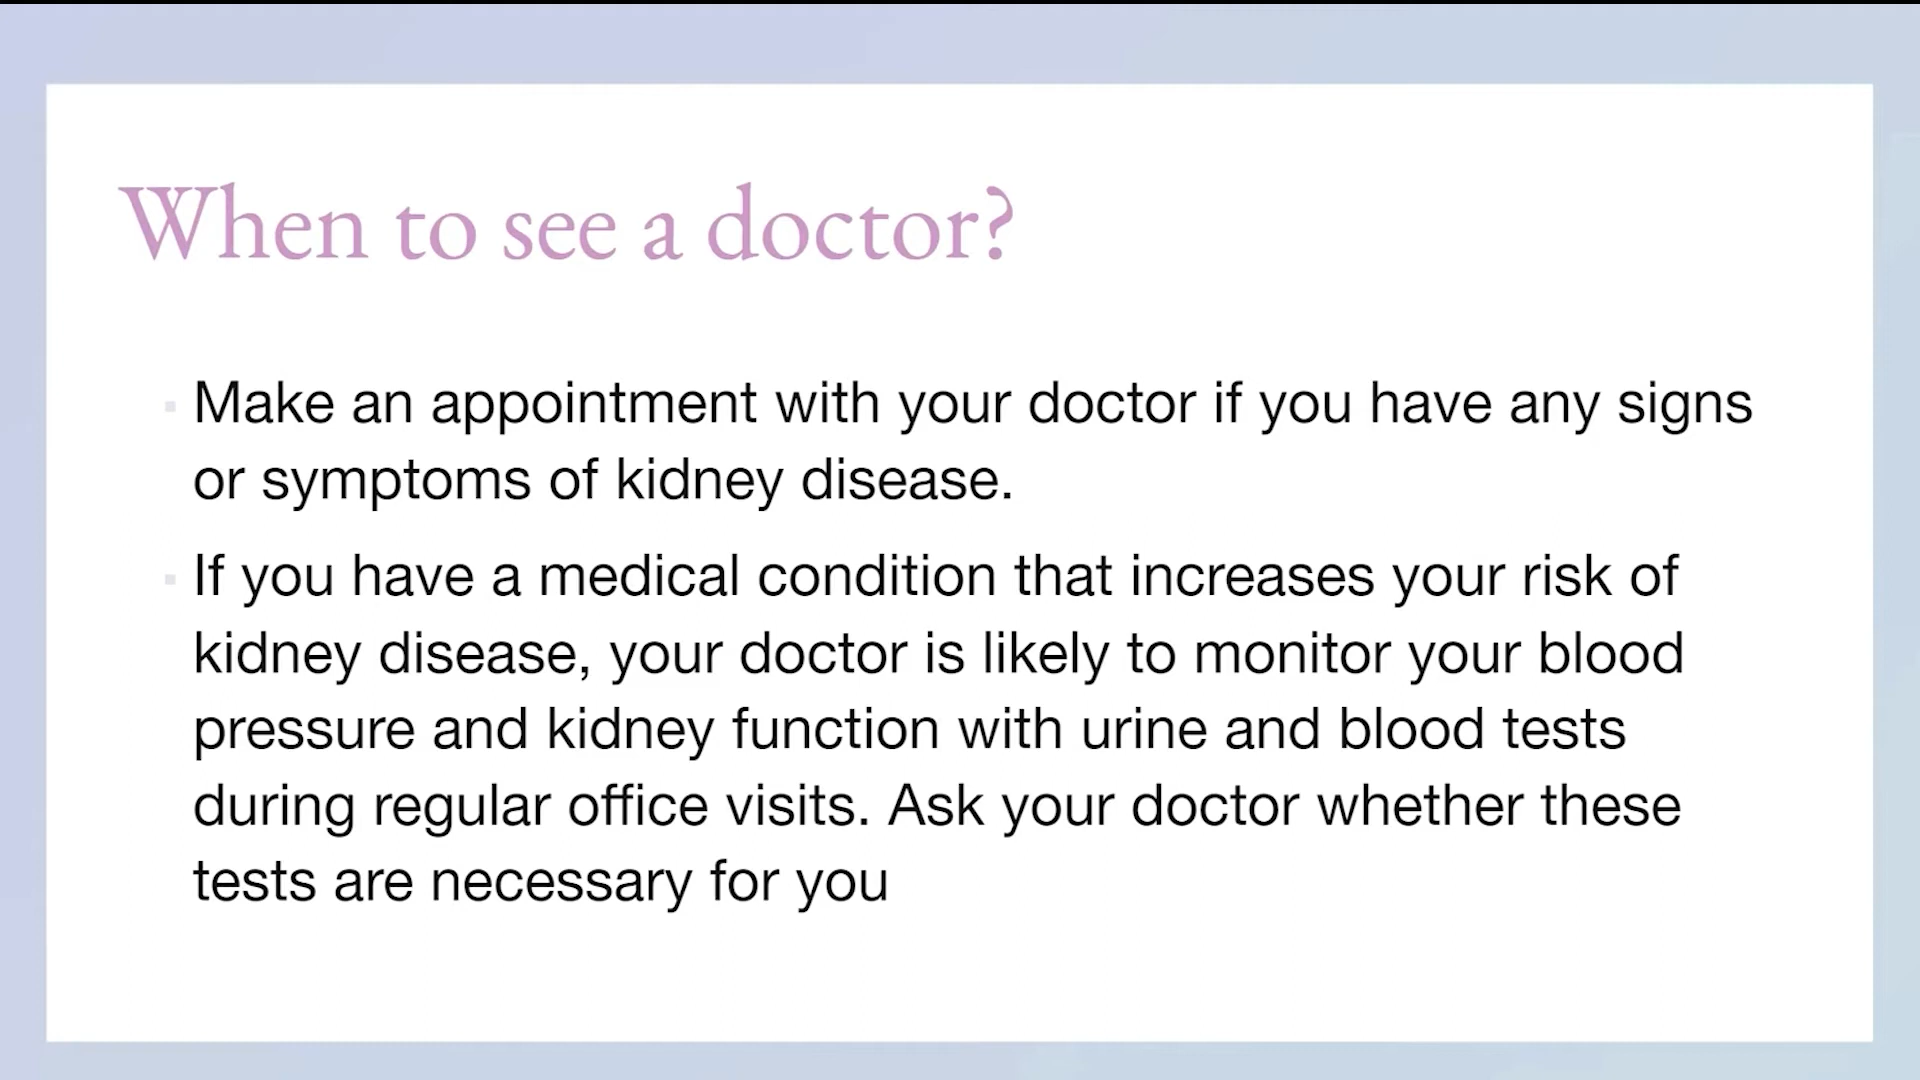 When to see a doctor?
Make an appointment with your doctor if you have any signs
or symptoms of kidney disease.
If you have a medical condition that increases your risk of
kidney disease, your doctor is likely to monitor your blood
pressure and kidney function with urine and blood tests
during regular office visits. Ask your doctor whether these
tests are necessary for you